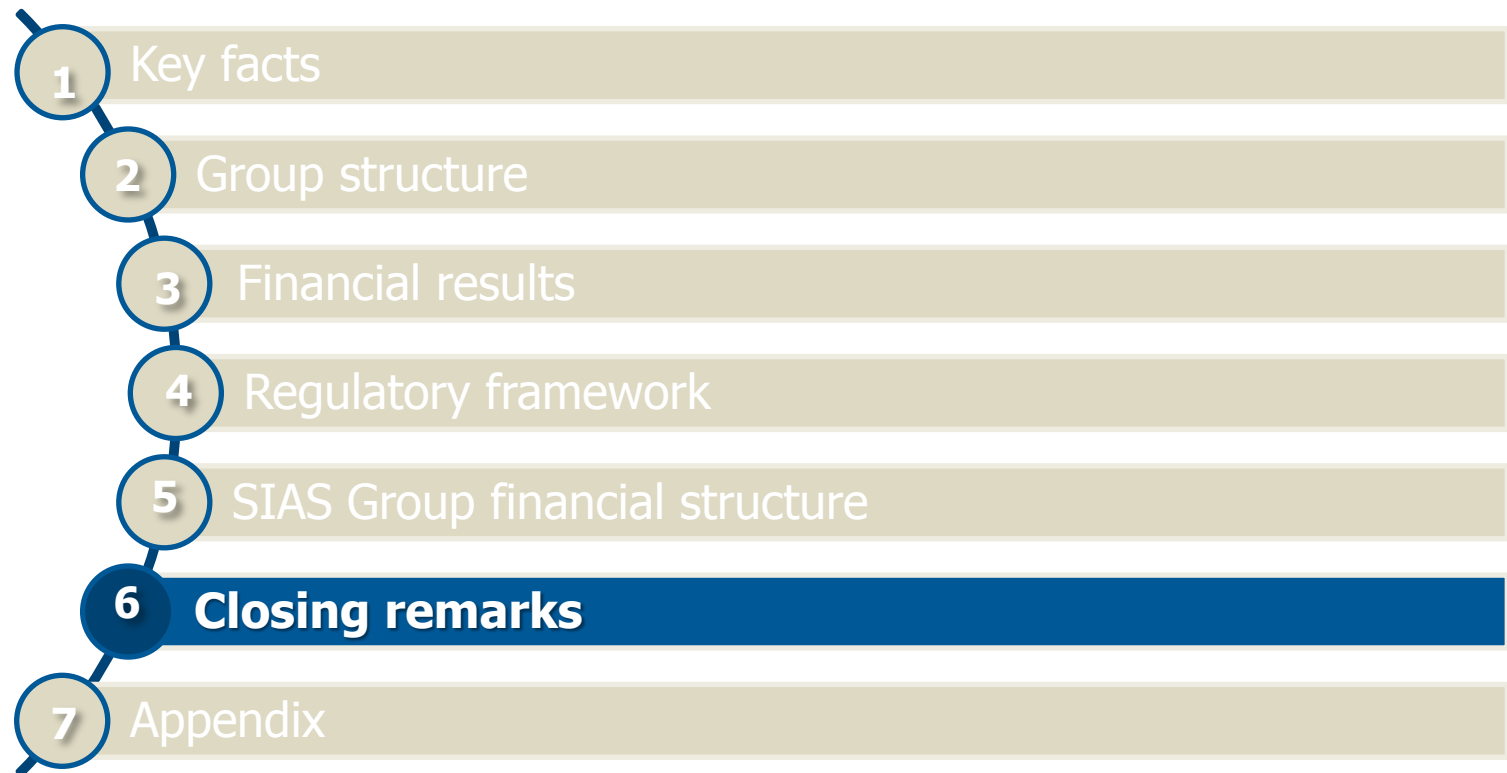 1 Key facts
2 Group structure
3 Financial results
4 Regulatory framework
5 SIAS Group financial structure
6 Closing remarks
7 Appendix